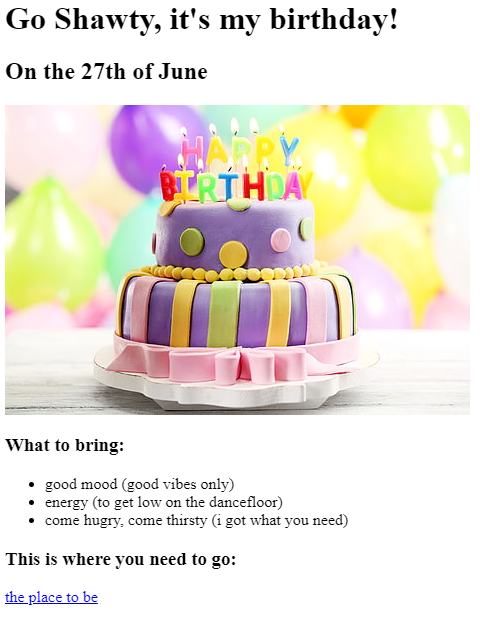 Go Shawty, it's my birthday!
On the 27th of June
HAPPY
BIRTHDAY
What to bring:
good mood (good vibes only)
energy (to get low on the dancefloor)
come hugry, come thirsty (i got what you need)
This is where you need to go:
the place to be